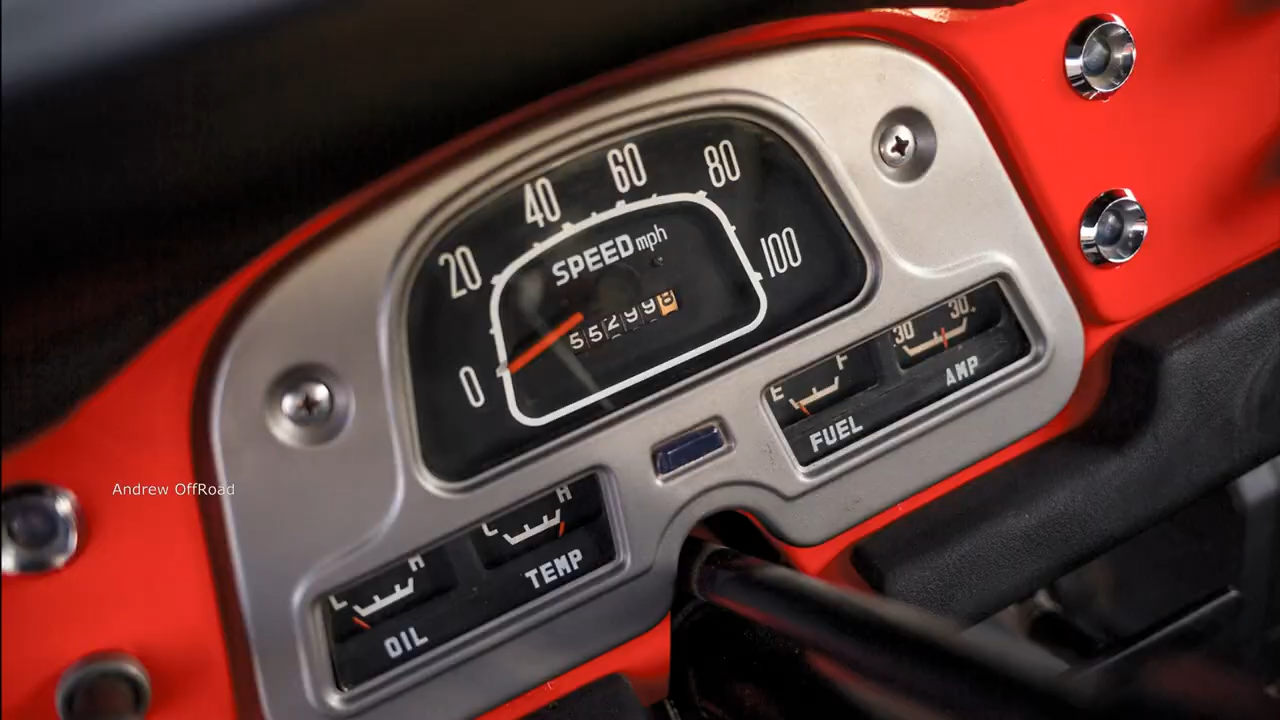 0 20 40 60 80 100
SPEED mph
552998
E F
FUEL
30 30
AMP
L H
OIL
L H
TEMP
Andrew OffRoad